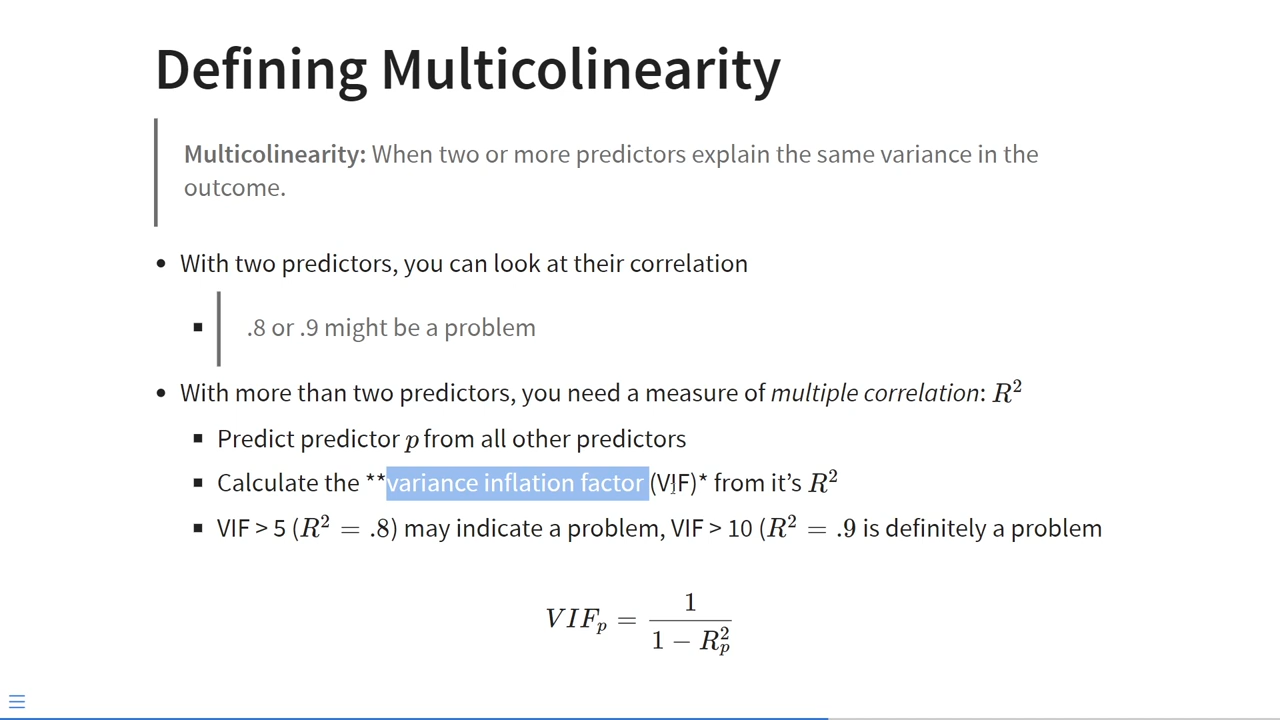 Defining Multicolinearity
Multicolinearity: When two or more predictors explain the same variance in the
outcome.
• With two predictors, you can look at their correlation
▪ .8 or .9 might be a problem
• With more than two predictors, you need a measure of multiple correlation: R²
▪ Predict predictor p from all other predictors
▪ Calculate the **variance inflation factor (VIF)* from it’s R²
▪ VIF > 5 (R² = .8) may indicate a problem, VIF > 10 (R² = .9 is definitely a problem
VIF_p = 1 / (1 − R²_p)